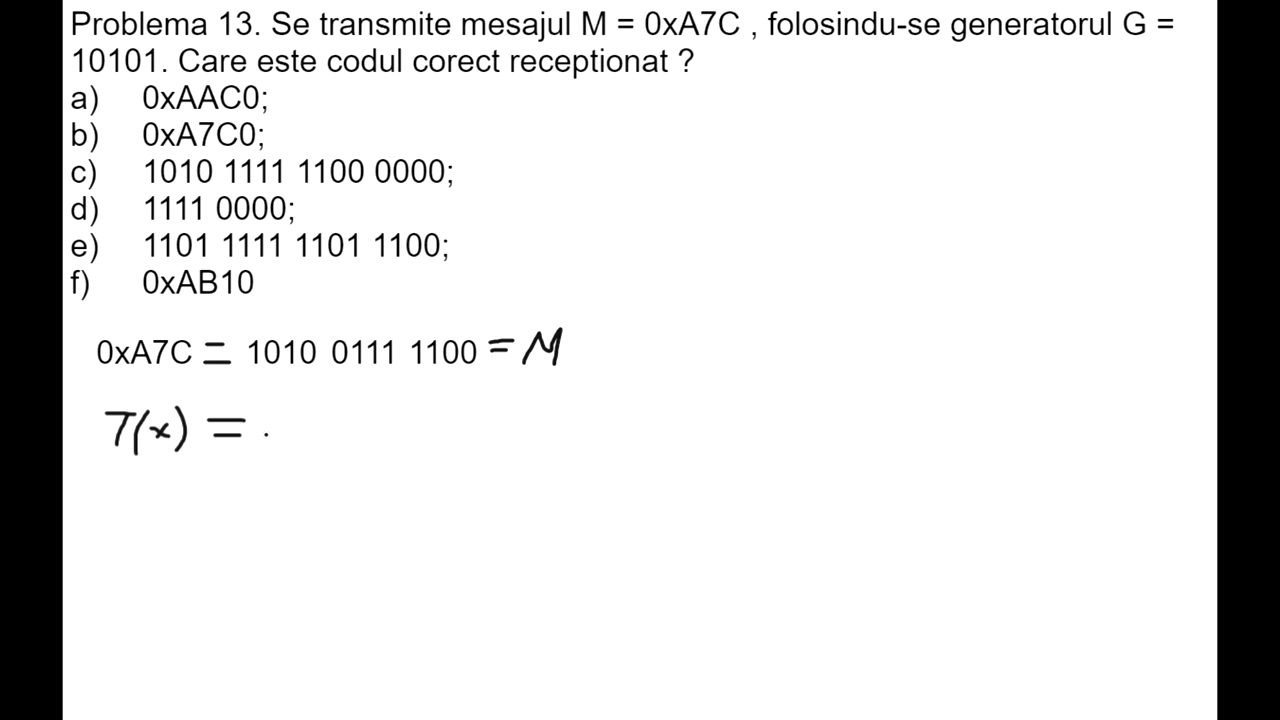 Problema 13. Se transmite mesajul M = 0xA7C , folosindu-se generatorul G =
10101. Care este codul corect receptionat ?
a) 0xAAC0;
b) 0xA7C0;
c) 1010 1111 1100 0000;
d) 1111 0000;
e) 1101 1111 1101 1100;
f) 0xAB10
0xA7C = 1010 0111 1100 = M
T(x) = .